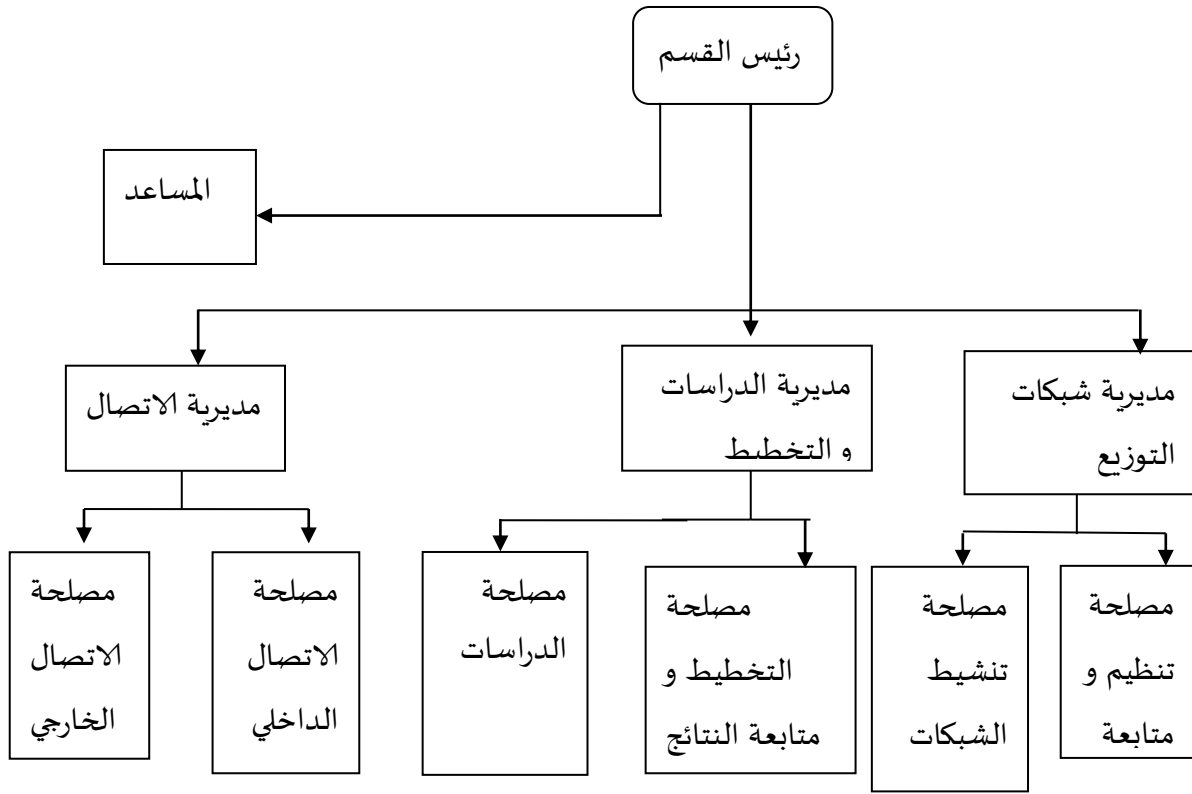 رئيس القسم
المساعد
مديرية شبكات
التوزيع
مديرية الدراسات
و التخطيط
مديرية الاتصال
مصلحة
تنظيم و
متابعة
مصلحة
تنشيط
الشبكات
مصلحة
التخطيط و
متابعة النتائج
مصلحة
الدراسات
مصلحة
الاتصال
الداخلي
مصلحة
الاتصال
الخارجي